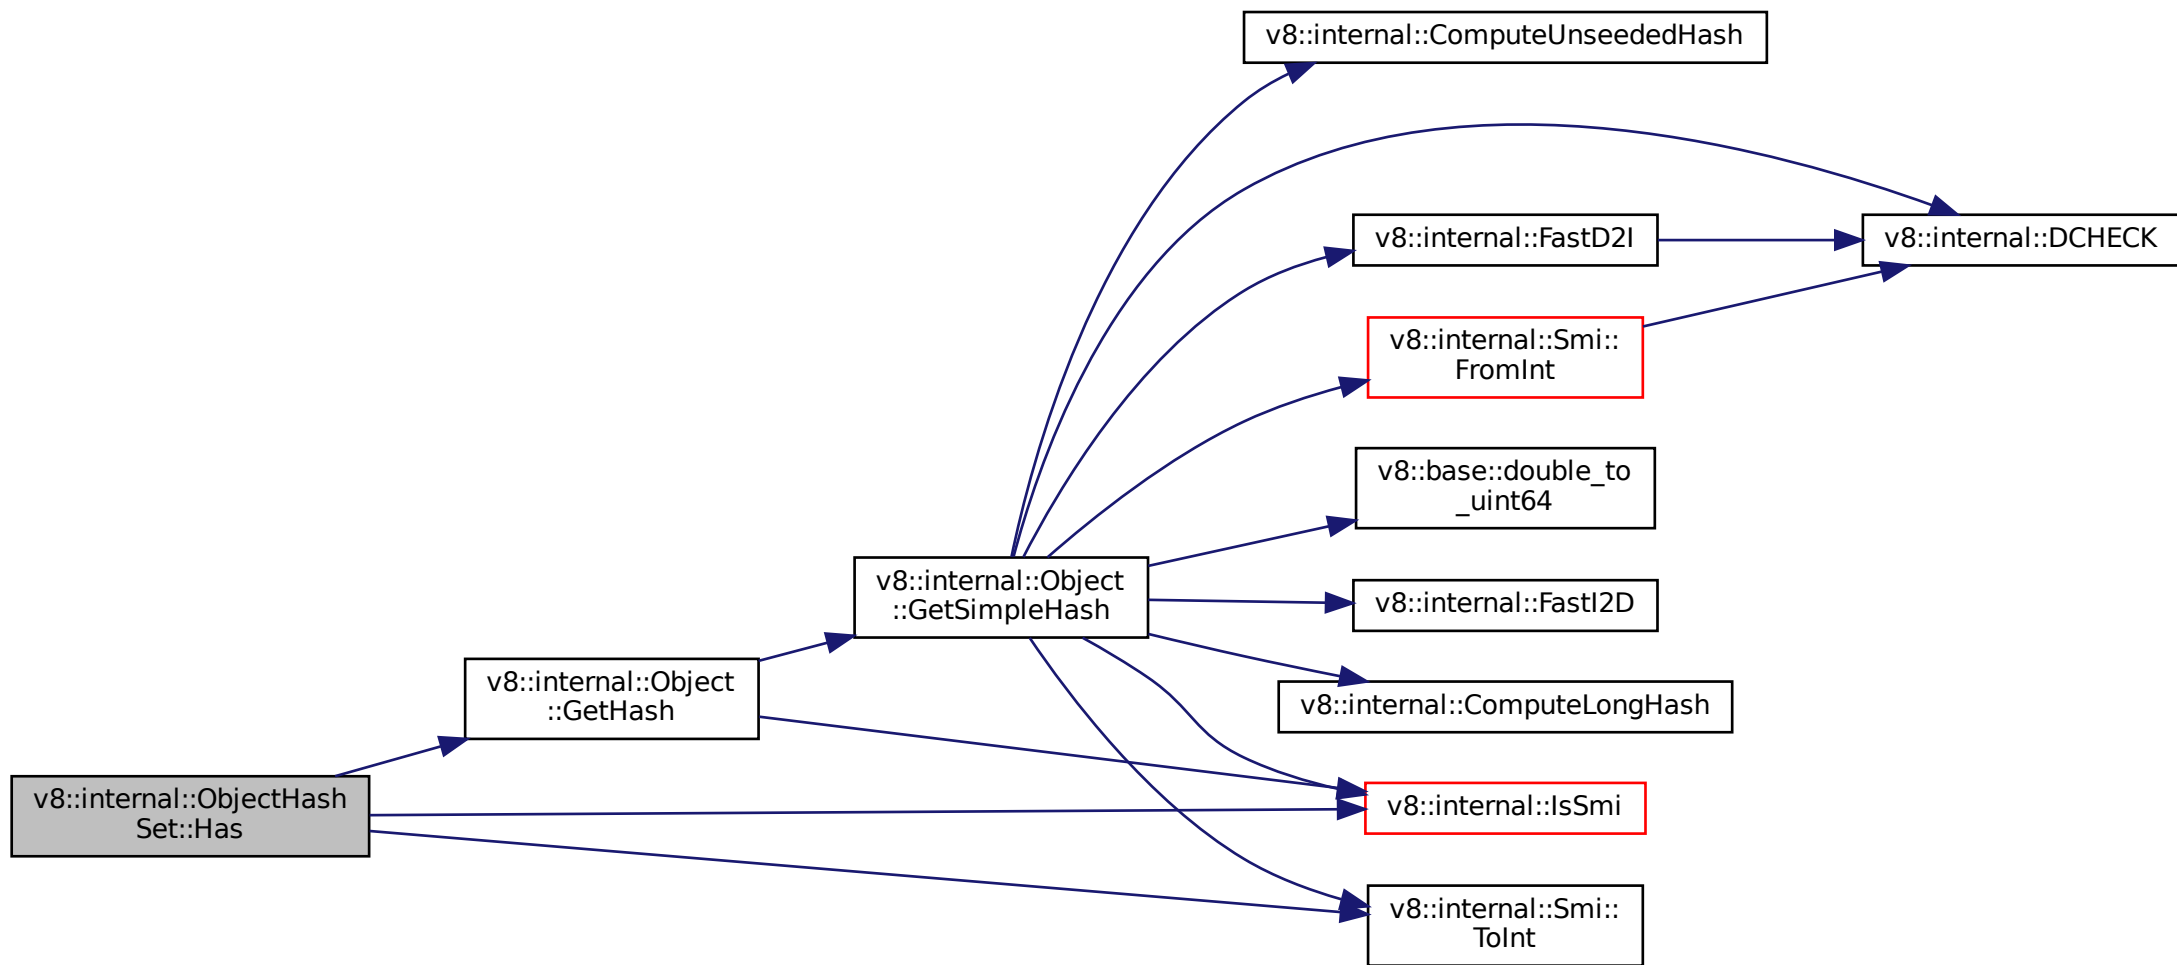 v8::internal::ComputeUnseededHash
v8::internal::FastD2I
v8::internal::DCHECK
v8::internal::Smi::
FromInt
v8::base::double_to
_uint64
v8::internal::Object
::GetSimpleHash
v8::internal::FastI2D
v8::internal::Object
::GetHash
v8::internal::ComputeLongHash
v8::internal::ObjectHash
Set::Has
v8::internal::IsSmi
v8::internal::Smi::
ToInt